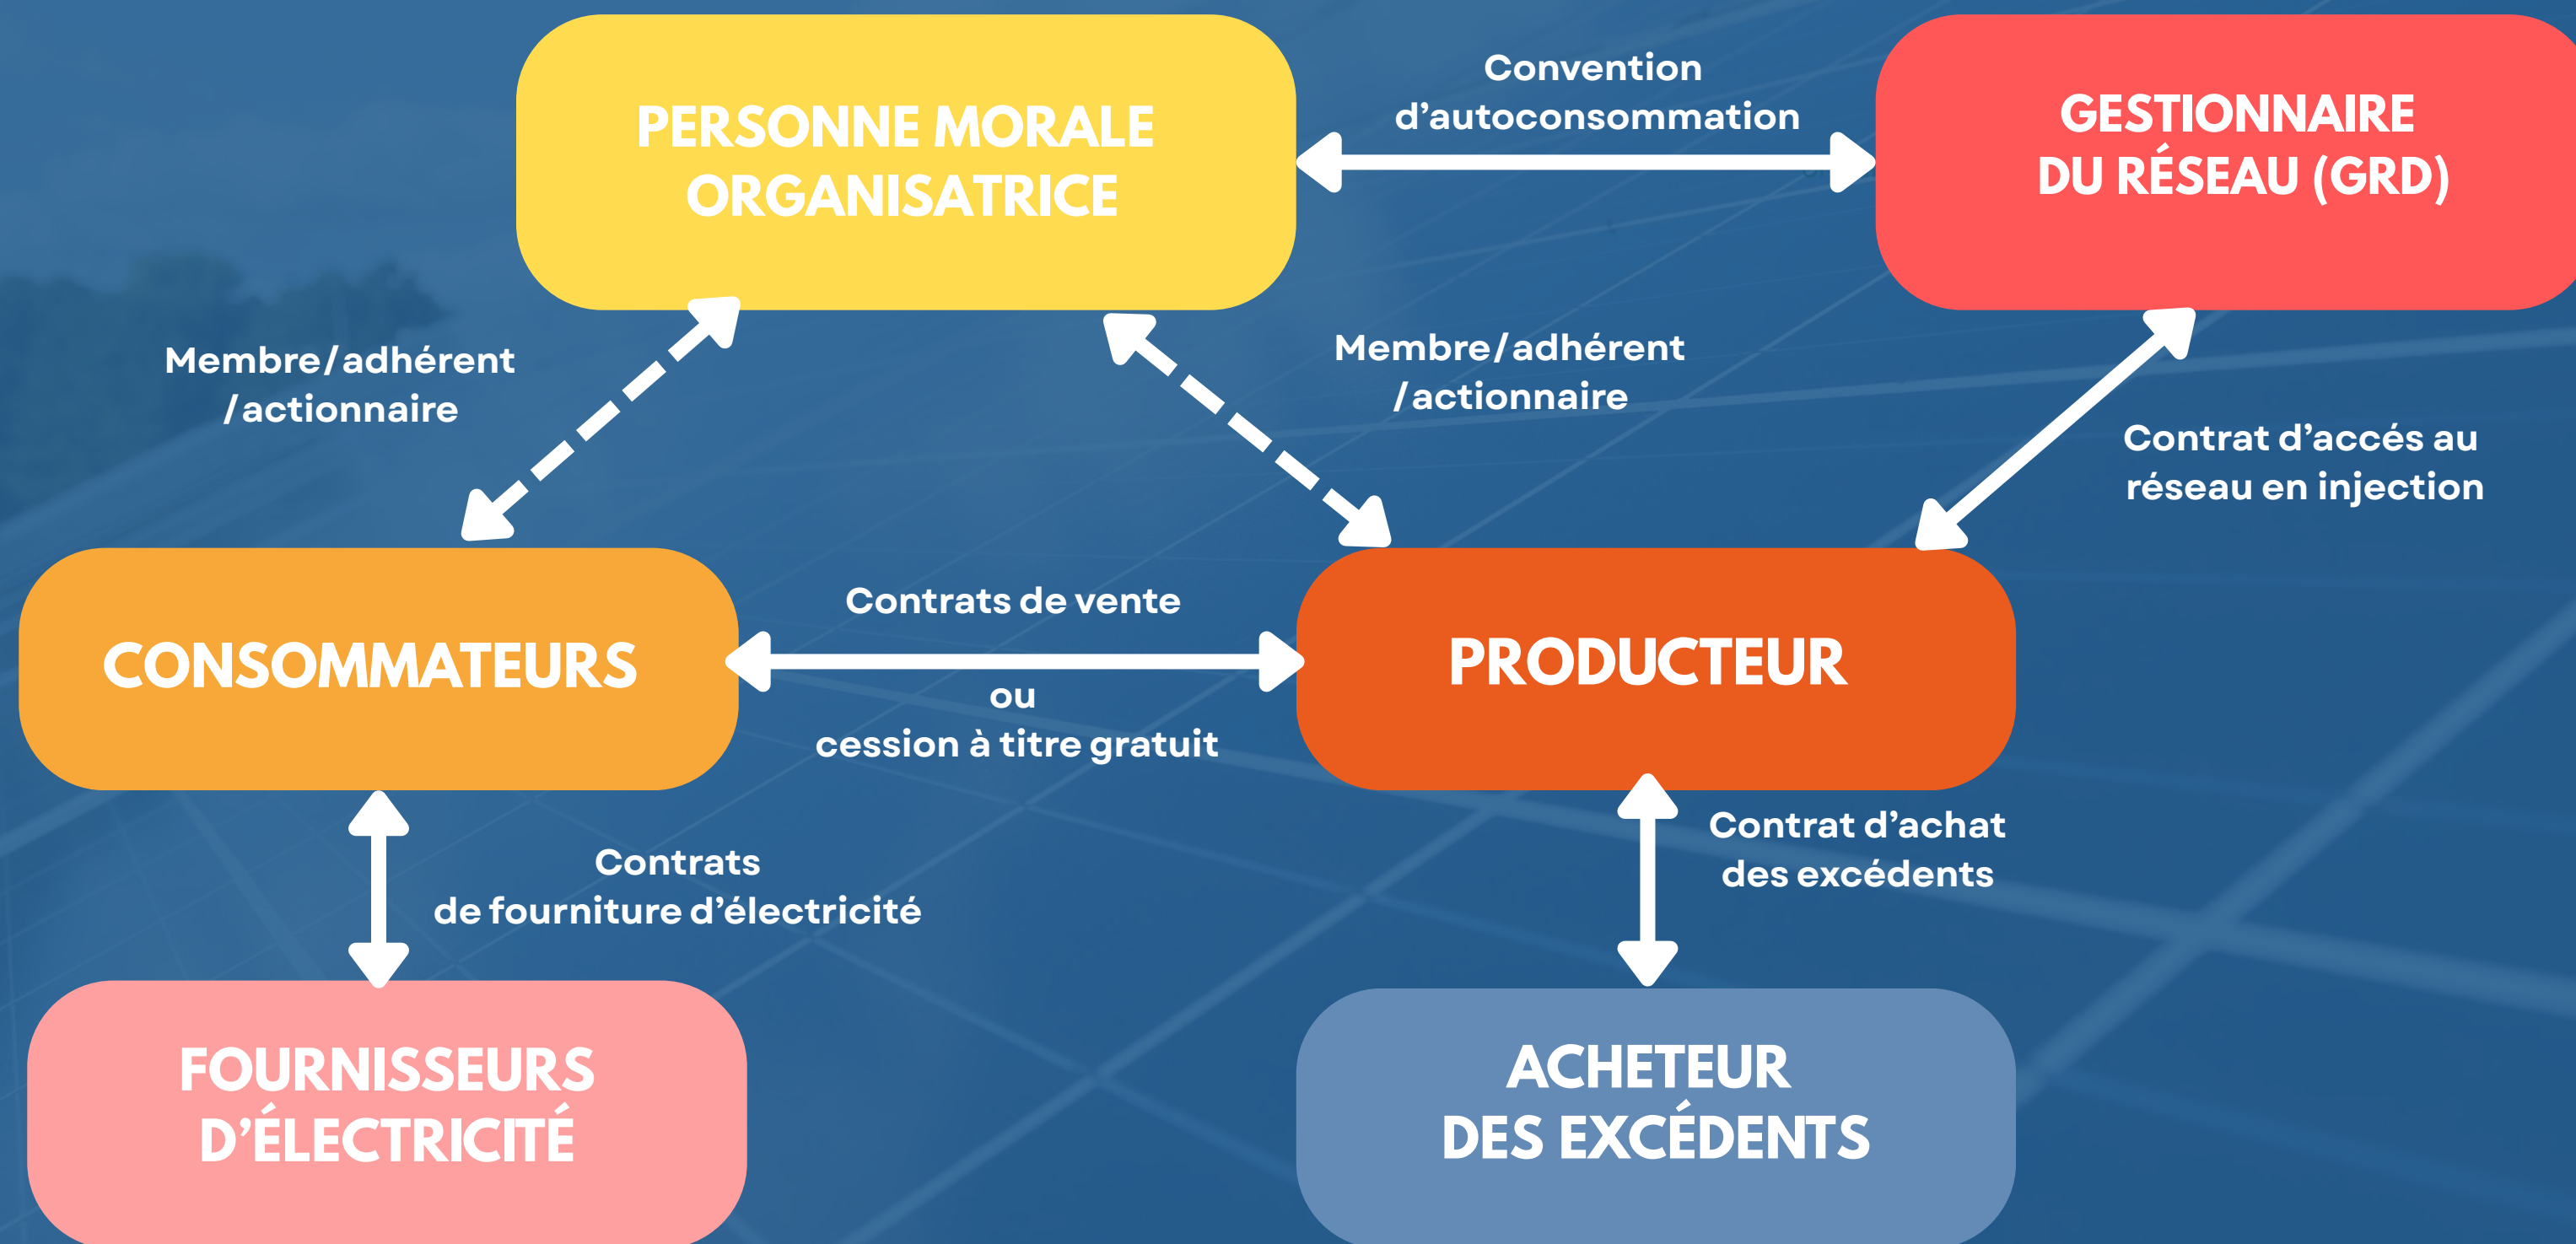 PERSONNE MORALE
ORGANISATRICE
Convention
d’autoconsommation
GESTIONNAIRE
DU RÉSEAU (GRD)
Membre/adhérent
/actionnaire
Membre/adhérent
/actionnaire
Contrat d’accés au
réseau en injection
CONSOMMATEURS
Contrats de vente
ou
cession à titre gratuit
PRODUCTEUR
Contrats
de fourniture d’électricité
Contrat d’achat
des excédents
FOURNISSEURS
D’ÉLECTRICITÉ
ACHETEUR
DES EXCÉDENTS